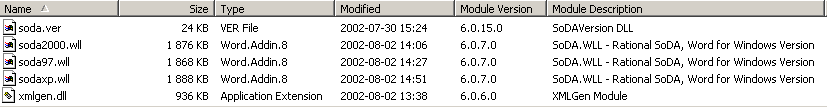 Name Size Type Modified Module Version Module Description
soda.ver 24 KB VER File 2002-07-30 15:24 6.0.15.0 SoDAVersion DLL
soda2000.wll 1 876 KB Word.Addin.8 2002-08-02 14:06 6.0.7.0 SoDA.WLL - Rational SoDA, Word for Windows Version
soda97.wll 1 868 KB Word.Addin.8 2002-08-02 14:27 6.0.7.0 SoDA.WLL - Rational SoDA, Word for Windows Version
sodaxp.wll 1 888 KB Word.Addin.8 2002-08-02 14:51 6.0.7.0 SoDA.WLL - Rational SoDA, Word for Windows Version
xmlgen.dll 936 KB Application Extension 2002-08-02 13:38 6.0.6.0 XMLGen Module